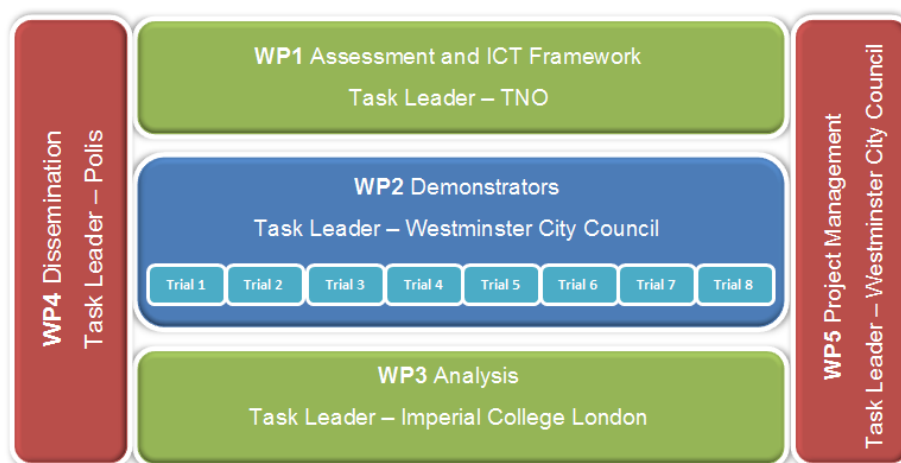 WP4 Dissemination
Task Leader – Polis
WP1 Assessment and ICT Framework
Task Leader – TNO
WP2 Demonstrators
Task Leader – Westminster City Council
Trial 1
Trial 2
Trial 3
Trial 4
Trial 5
Trial 6
Trial 7
Trial 8
WP3 Analysis
Task Leader – Imperial College London
WP5 Project Management
Task Leader – Westminster City Council